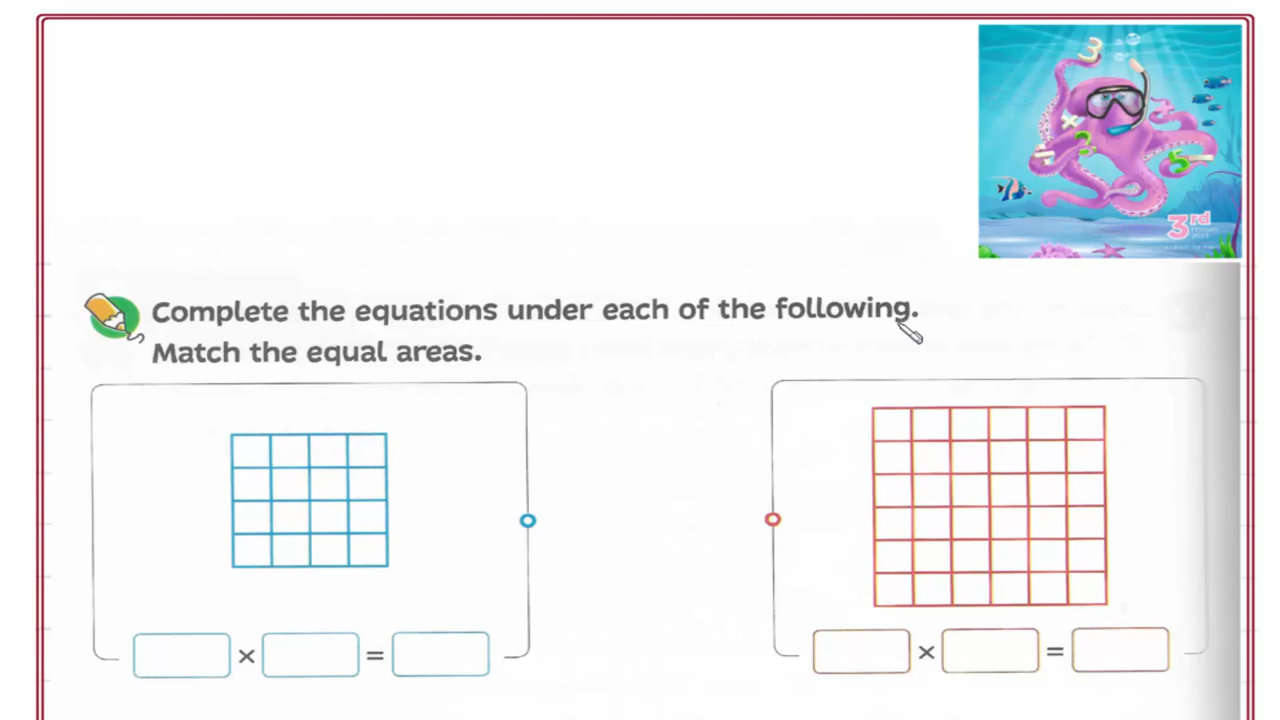 3rd
Complete the equations under each of the following.
Match the equal areas.
× =
× =